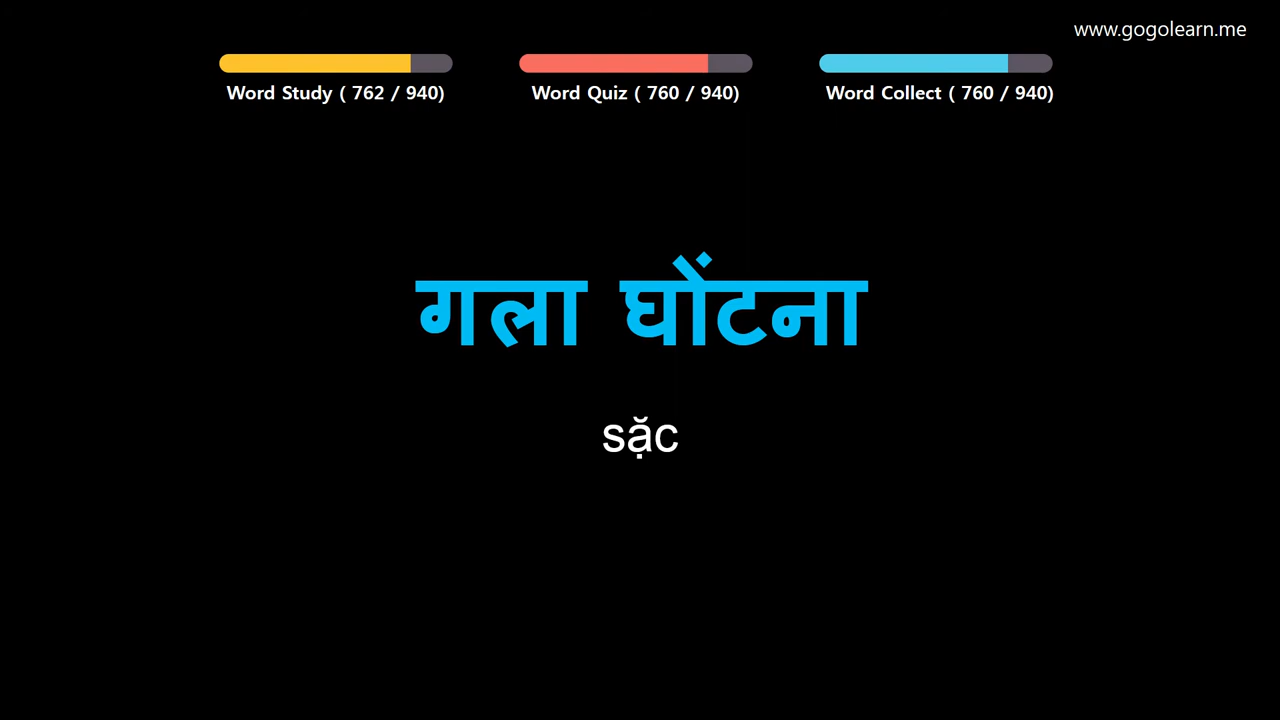 www.gogolearn.me
Word Study ( 762 / 940)
Word Quiz ( 760 / 940)
Word Collect ( 760 / 940)
गला घोंटना
sặc